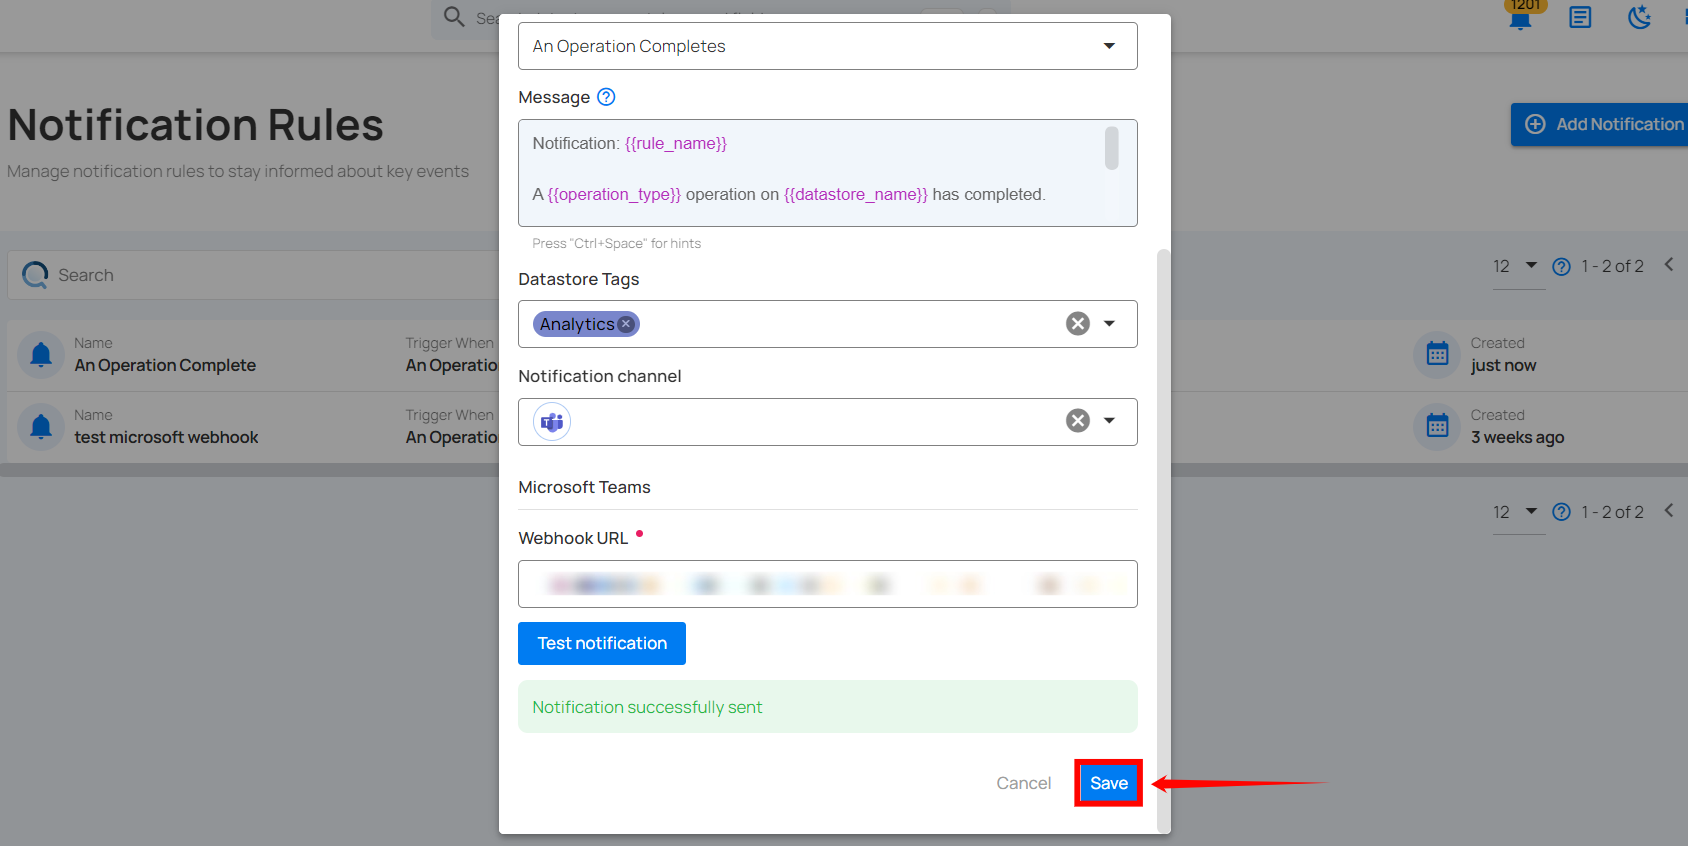 Sea
1201
An Operation Completes
Message
Notification: {{rule_name}}
A {{operation_type}} operation on {{datastore_name}} has completed.
Press "Ctrl+Space" for hints
Notification Rules
Manage notification rules to stay informed about key events
Add Notification
Search
12
1 - 2 of 2
Datastore Tags
Analytics
Name
An Operation Complete
Trigger When
An Operatio
Created
just now
Notification channel
Name
test microsoft webhook
Trigger When
An Operatio
Created
3 weeks ago
Microsoft Teams
12
1 - 2 of 2
Webhook URL
Test notification
Notification successfully sent
Cancel
Save